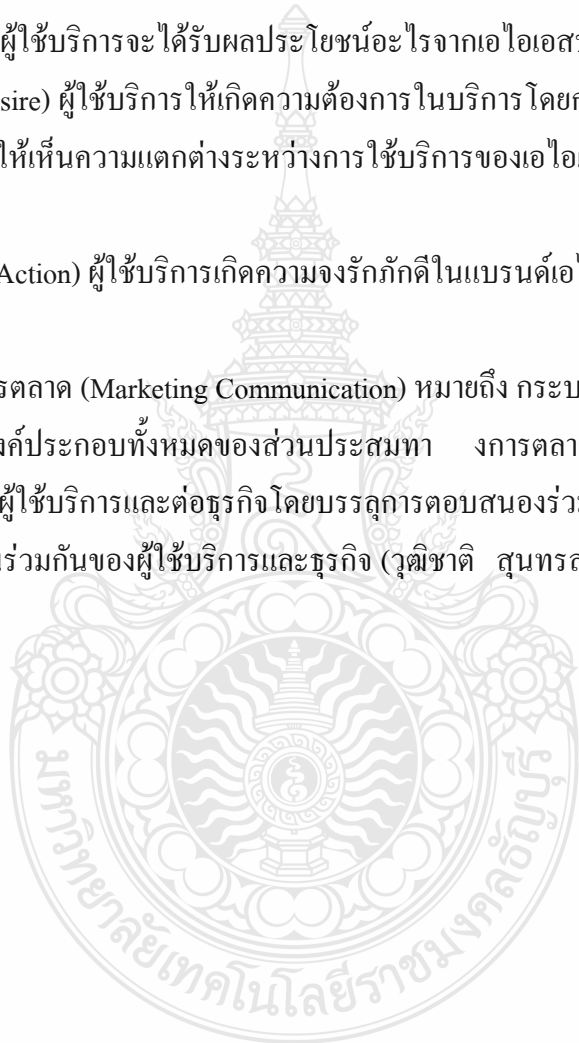 ผู้ใช้บริการจะได้รับผลประโยชน์อะไรจากเอไอเอส
sire) ผู้ใช้บริการให้เกิดความต้องการในบริการโดย
ให้เห็นความแตกต่างระหว่างการใช้บริการของเอไอ
Action) ผู้ใช้บริการเกิดความจงรักภักดีในแบรนด์เอ
รตลาด (Marketing Communication) หมายถึง กระบ
งค์ประกอบทั้งหมดของส่วนประสมทา งการตลา
ผู้ใช้บริการและต่อธุรกิจโดยบรรลุการตอบสนองร่ว
นร่วมกันของผู้ใช้บริการและธุรกิจ (วุฒิชาติ สุนทรส
มหาวิทยาลัยเทคโนโลยีราชมงคลธัญบุรี